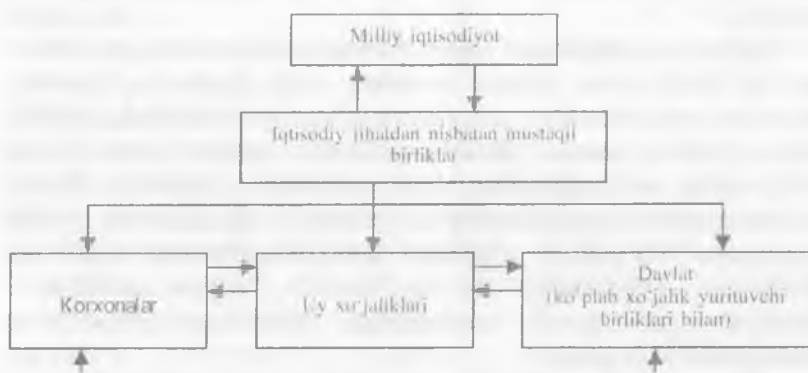 Milliy iqtisodiyot
Iqtisodiy jihatdan nisbatan mustaqil
birliklar
Korxonalar
Uy xo'jaliklari
Davlat
(ko'plab xo'jalik yurituvchi
birliklari bilan)